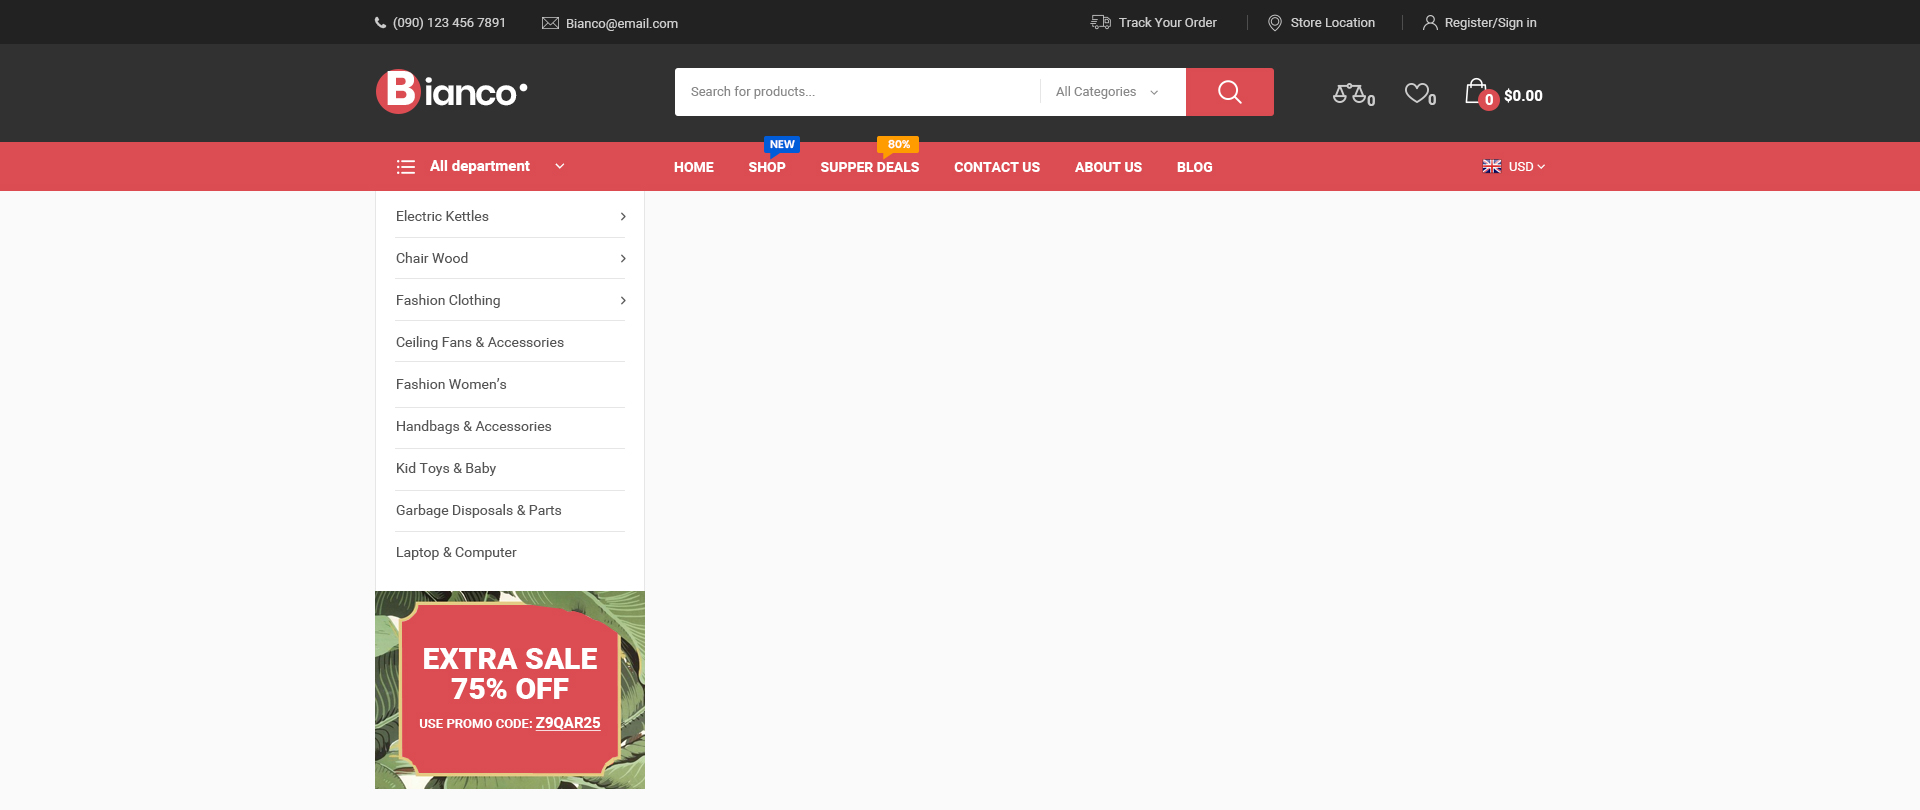 (090) 123 456 7891
Bianco@email.com
Track Your Order
Store Location
Register/Sign in
Bianco
Search for products...
All Categories
0
0
0
$0.00
All department
HOME
NEW
SHOP
80%
SUPPER DEALS
CONTACT US
ABOUT US
BLOG
USD
Electric Kettles
Chair Wood
Fashion Clothing
Ceiling Fans & Accessories
Fashion Women’s
Handbags & Accessories
Kid Toys & Baby
Garbage Disposals & Parts
Laptop & Computer
EXTRA SALE
75% OFF
USE PROMO CODE: Z9QAR25